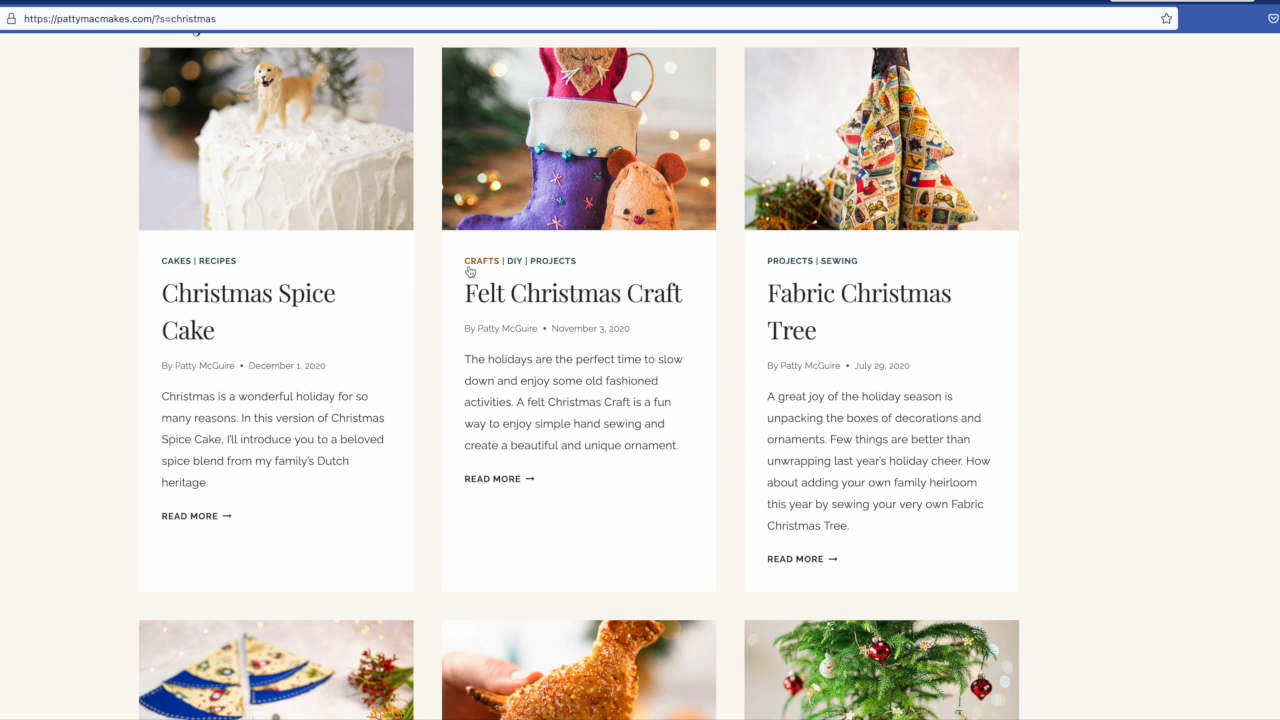 https://pattymacmakes.com/?s=christmas
CAKES | RECIPES
Christmas Spice
Cake
By Patty McGuire • December 1, 2020
Christmas is a wonderful holiday for so
many reasons. In this version of Christmas
Spice Cake, I'll introduce you to a beloved
spice blend from my family's Dutch
heritage.
READ MORE →
CRAFTS | DIY | PROJECTS
Felt Christmas Craft
By Patty McGuire • November 3, 2020
The holidays are the perfect time to slow
down and enjoy some old fashioned
activities. A felt Christmas Craft is a fun
way to enjoy simple hand sewing and
create a beautiful and unique ornament.
READ MORE →
PROJECTS | SEWING
Fabric Christmas
Tree
By Patty McGuire • July 29, 2020
A great joy of the holiday season is
unpacking the boxes of decorations and
ornaments. Few things are better than
unwrapping last year's holiday cheer. How
about adding your own family heirloom
this year by sewing your very own Fabric
Christmas Tree.
READ MORE →